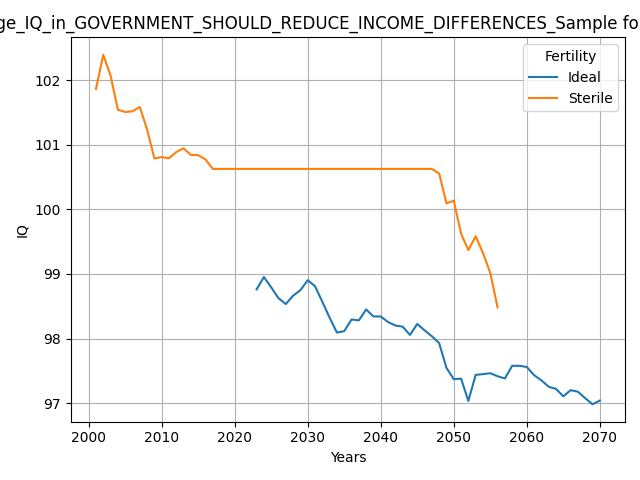 ge_IQ_in_GOVERNMENT_SHOULD_REDUCE_INCOME_DIFFERENCES_Sample fo
Fertility
Ideal
Sterile
102
101
100
99
98
97
IQ
2000 2010 2020 2030 2040 2050 2060 2070
Years